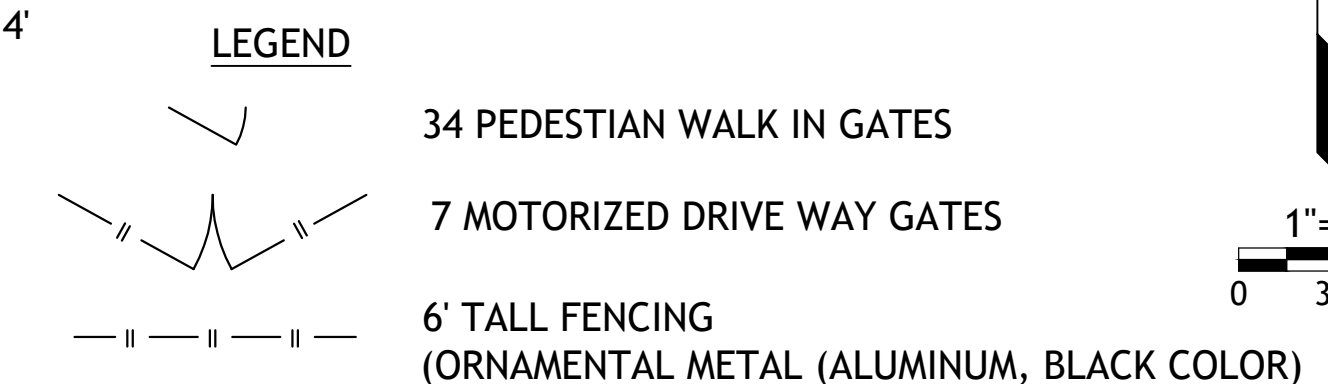 4'
LEGEND
34 PEDESTIAN WALK IN GATES
7 MOTORIZED DRIVE WAY GATES
1"=
0 3
6' TALL FENCING
(ORNAMENTAL METAL (ALUMINUM, BLACK COLOR)